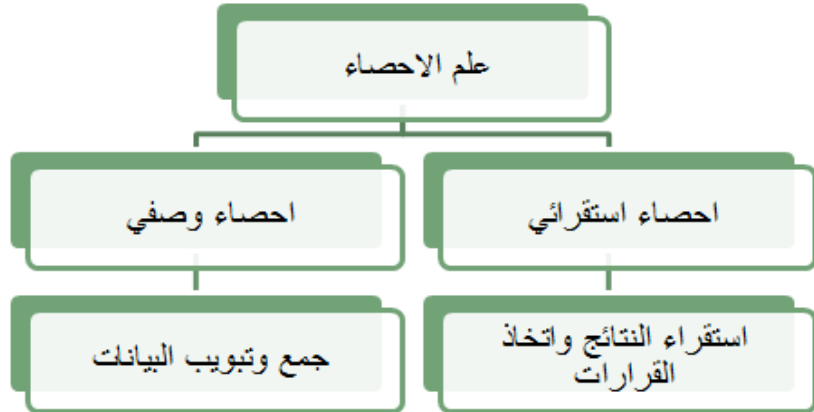 علم الاحصاء
احصاء استقرائي
احصاء وصفي
استقراء النتائج واتخاذ
القرارات
جمع وتبويب البيانات